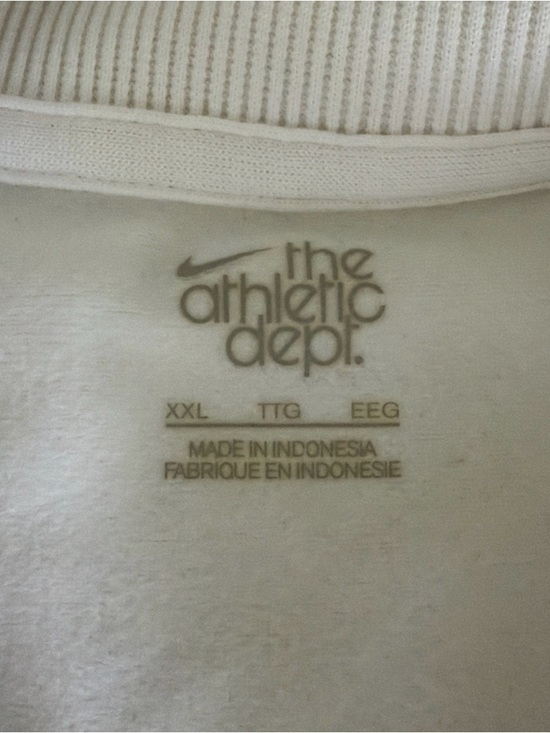 the
athletic
dept.
XXL TTG EEG
MADE IN INDONESIA
FABRIQUE EN INDONESIE